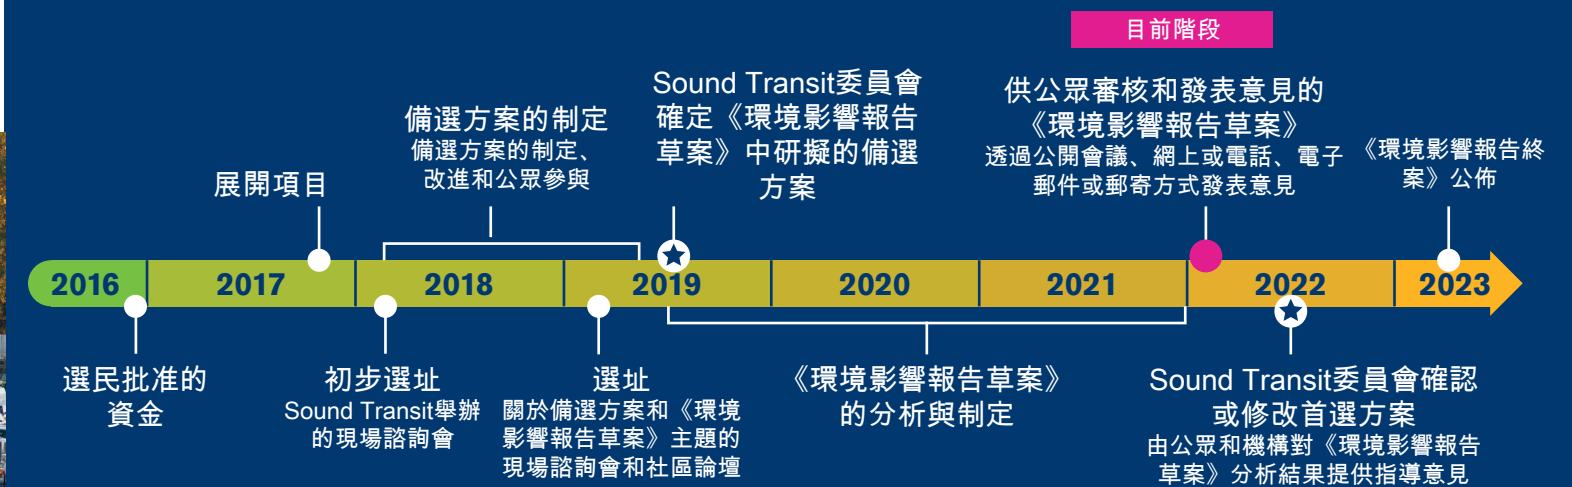 目前階段
Sound Transit委員會
確定《環境影響報告
草案》中研擬的備選
方案
供公眾審核和發表意見的
《環境影響報告草案》
透過公開會議、網上或電話、電子
郵件或郵寄方式發表意見
備選方案的制定
備選方案的制定、
改進和公眾參與
《環境影響報告終
案》公佈
展開項目
2016
2017
2018
2019
2020
2021
2022
2023
選民批准的
資金
初步選址
Sound Transit舉辦
的現場諮詢會
選址
關於備選方案和《環境
影響報告草案》主題的
現場諮詢會和社區論壇
《環境影響報告草案》
的分析與制定
Sound Transit委員會確認
或修改首選方案
由公眾和機構對《環境影響報告
草案》分析結果提供指導意見